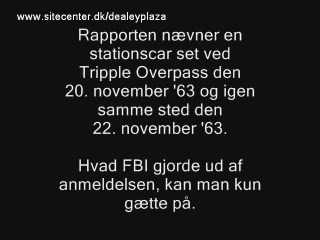 www.sitecenter.dk/dealeyplaza
Rapporten nævner en
stationscar set ved
Tripple Overpass den
20. november '63 og igen
samme sted den
22. november '63.
Hvad FBI gjorde ud af
anmeldelsen, kan man kun
gætte på.